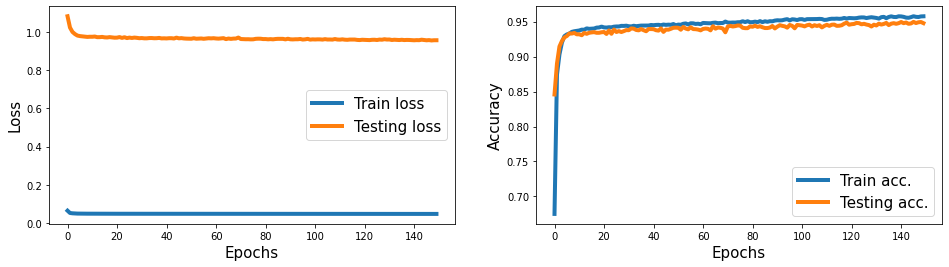 1.0
0.8
0.6
0.4
0.2
0.0
Loss
Train loss
Testing loss
0 20 40 60 80 100 120 140
Epochs
0.95
0.90
0.85
0.80
0.75
0.70
Accuracy
Train acc.
Testing acc.
0 20 40 60 80 100 120 140
Epochs